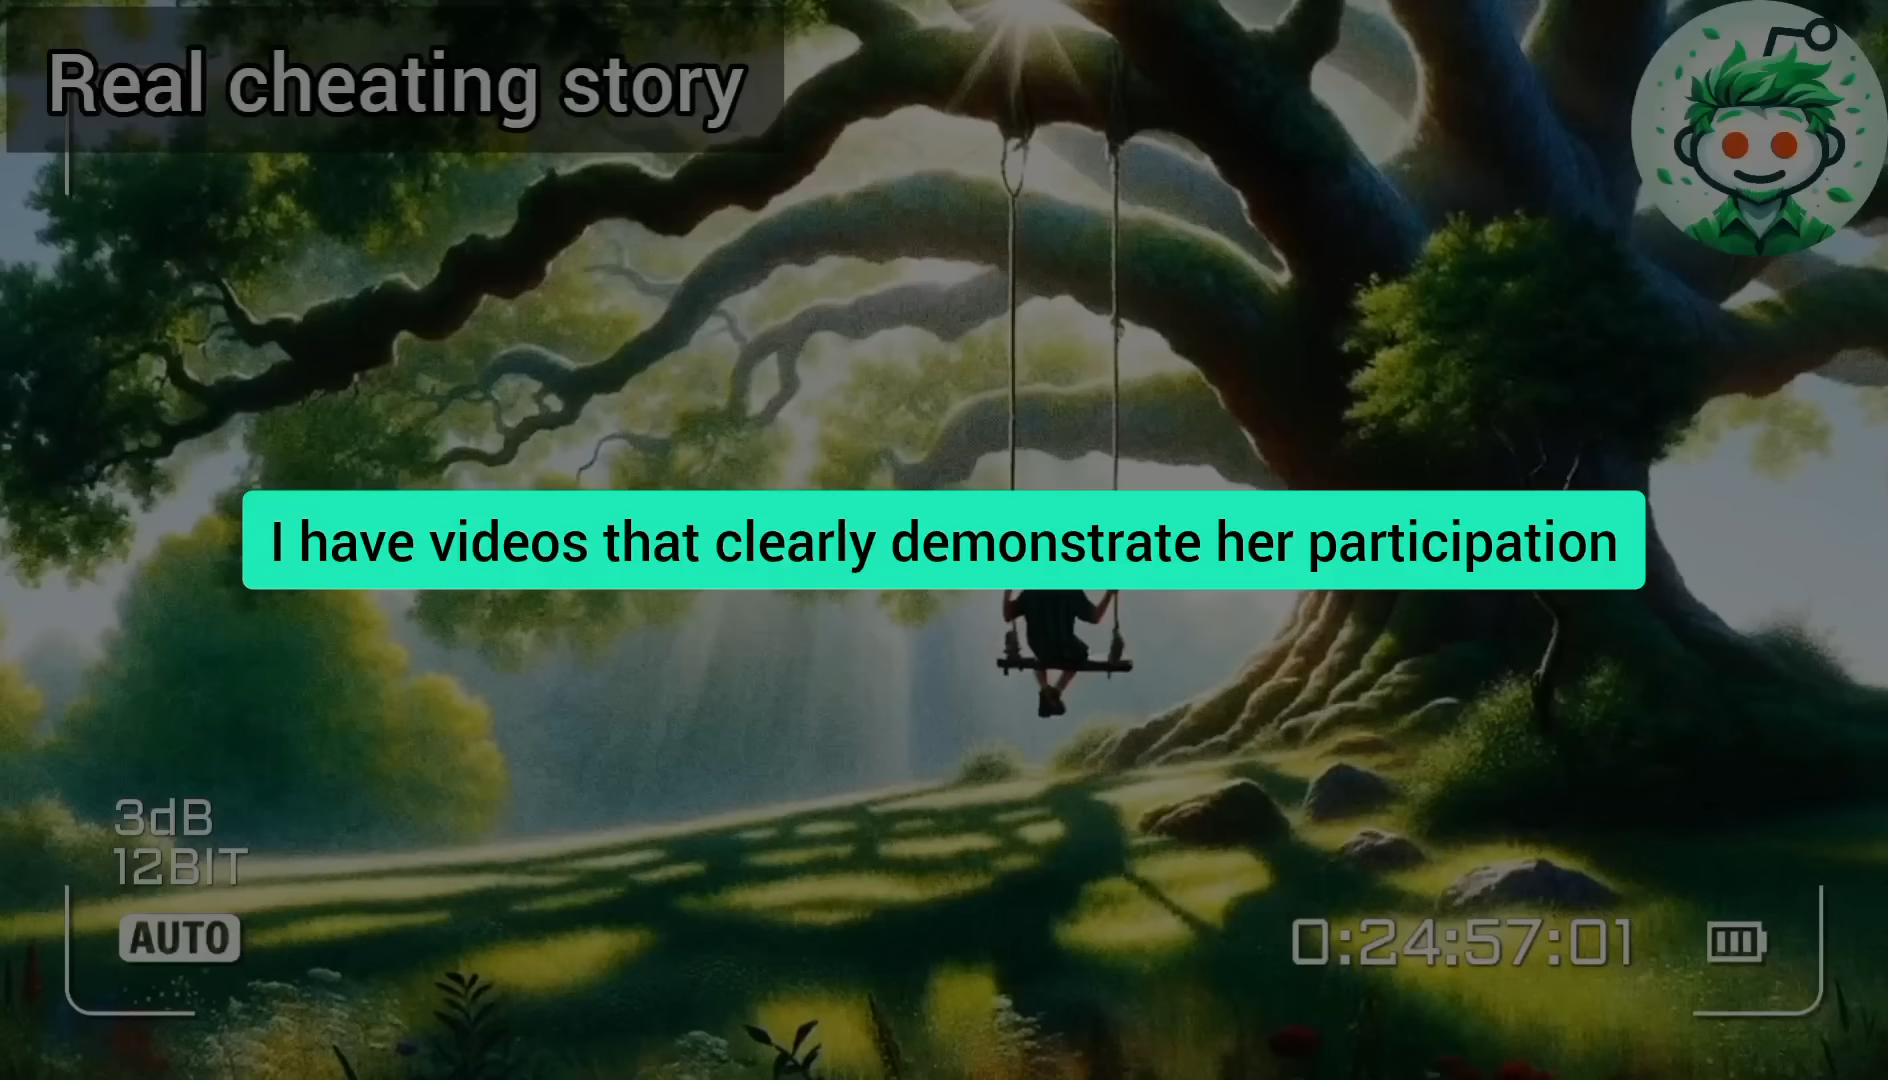 Real cheating story
I have videos that clearly demonstrate her participation
3dB
12BIT
AUTO
0:24:57:01